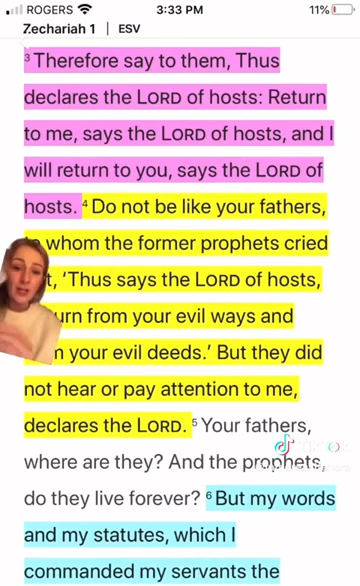 ROGERS 3:33 PM 11%
Zechariah 1 | ESV
3 Therefore say to them, Thus
declares the LORD of hosts: Return
to me, says the LORD of hosts, and I
will return to you, says the LORD of
hosts. 4 Do not be like your fathers,
whom the former prophets cried
t, ‘Thus says the LORD of hosts,
urn from your evil ways and
your evil deeds.’ But they did
not hear or pay attention to me,
declares the LORD. 5 Your fathers,
where are they? And the prophets,
do they live forever? 6 But my words
and my statutes, which I
commanded my servants the